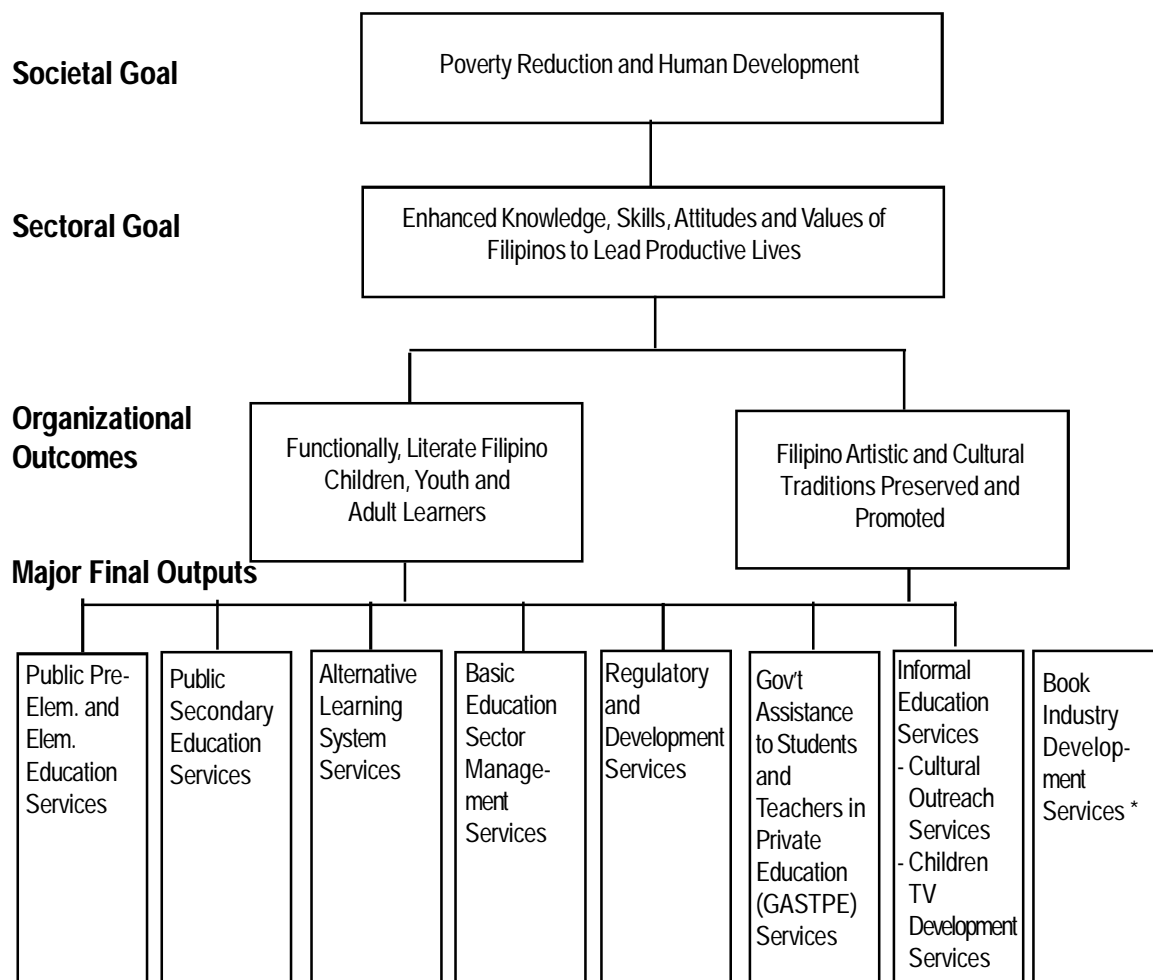 Societal Goal
Poverty Reduction and Human Development
Sectoral Goal
Enhanced Knowledge, Skills, Attitudes and Values of
Filipinos to Lead Productive Lives
Organizational
Outcomes
Functionally, Literate Filipino
Children, Youth and
Adult Learners
Filipino Artistic and Cultural
Traditions Preserved and
Promoted
Major Final Outputs
Public Pre-
Elem. and
Elem.
Education
Services
Public
Secondary
Education
Services
Alternative
Learning
System
Services
Basic
Education
Sector
Manage-
ment
Services
Regulatory
and
Development
Services
Gov't
Assistance
to Students
and
Teachers in
Private
Education
(GASTPE)
Services
Informal
Education
Services
- Cultural
Outreach
Services
- Children
TV
Development
Services
Book
Industry
Develop-
ment
Services *